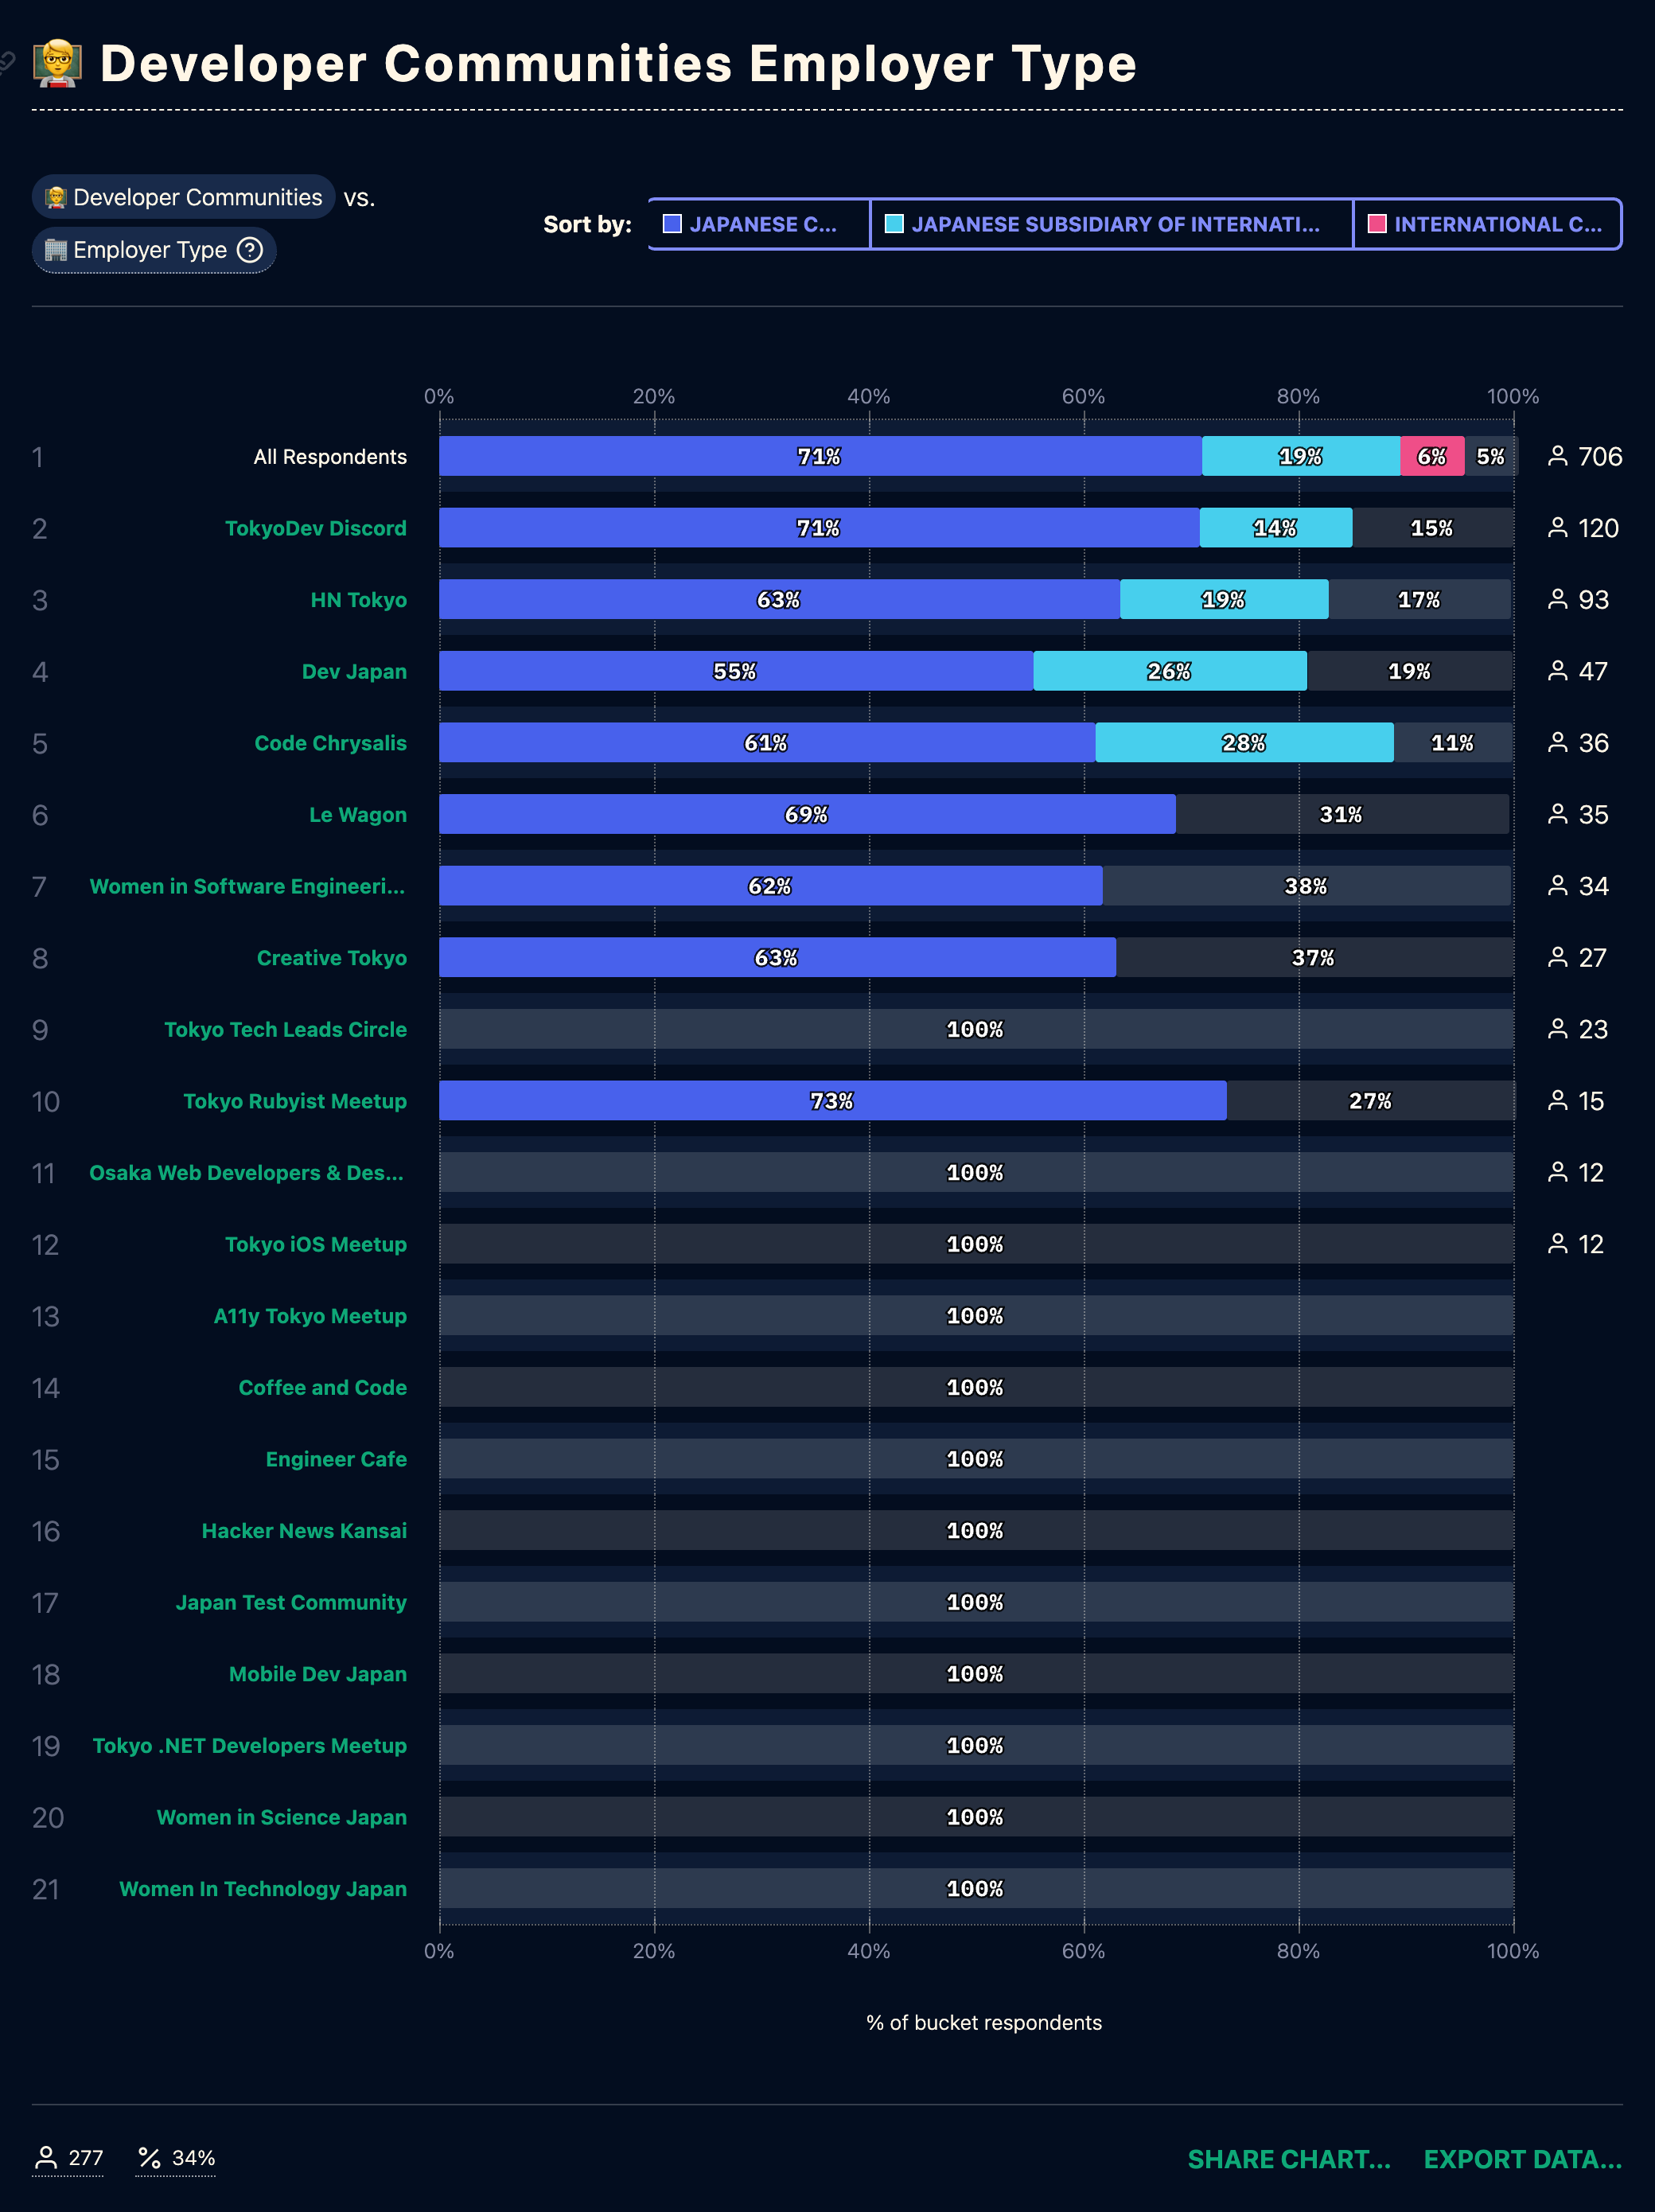 Developer Communities Employer Type
Developer Communities vs.
Employer Type ?
Sort by: JAPANESE C... JAPANESE SUBSIDIARY OF INTERNATI... INTERNATIONAL C...
0% 20% 40% 60% 80% 100%
1 All Respondents 71% 19% 6% 5% 706
2 TokyoDev Discord 71% 14% 15% 120
3 HN Tokyo 63% 19% 17% 93
4 Dev Japan 55% 26% 19% 47
5 Code Chrysalis 61% 28% 11% 36
6 Le Wagon 69% 31% 35
7 Women in Software Engineeri... 62% 38% 34
8 Creative Tokyo 63% 37% 27
9 Tokyo Tech Leads Circle 100% 23
10 Tokyo Rubyist Meetup 73% 27% 15
11 Osaka Web Developers & Des... 100% 12
12 Tokyo iOS Meetup 100% 12
13 A11y Tokyo Meetup 100%
14 Coffee and Code 100%
15 Engineer Cafe 100%
16 Hacker News Kansai 100%
17 Japan Test Community 100%
18 Mobile Dev Japan 100%
19 Tokyo .NET Developers Meetup 100%
20 Women in Science Japan 100%
21 Women In Technology Japan 100%
0% 20% 40% 60% 80% 100%
% of bucket respondents
277 % 34% SHARE CHART... EXPORT DATA...